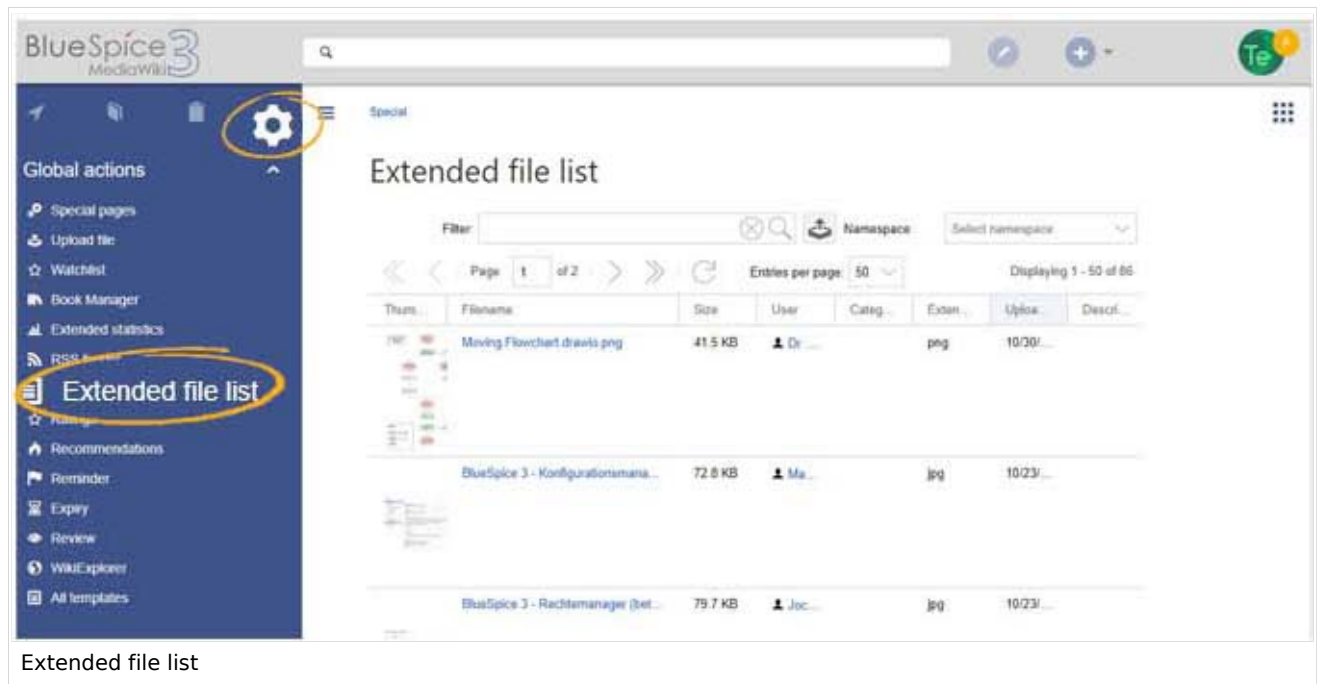 BlueSpice 3
MediaWiki
Te
A
Special
Global actions
Special pages
Upload file
Watchlist
Book Manager
Extended statistics
RSS
Extended file list
Recommendations
Reminder
Expiry
Review
WikiExplorer
All templates
Extended file list
Filter: Namespace Select namespace
Page 1 of 2 Entries per page: 50 Displaying 1 - 50 of 86
Thum... Filename Size User Categ... Exten... Uploa... Descri...
Moving Flowchart.drawio.png 41.5 KB Dr ... png 10/30/...
BlueSpice 3 - Konfigurationsmana... 72.8 KB Ma... jpg 10/23/...
BlueSpice 3 - Rechtemanager (bet... 79.7 KB Joc... jpg 10/23/...
Extended file list